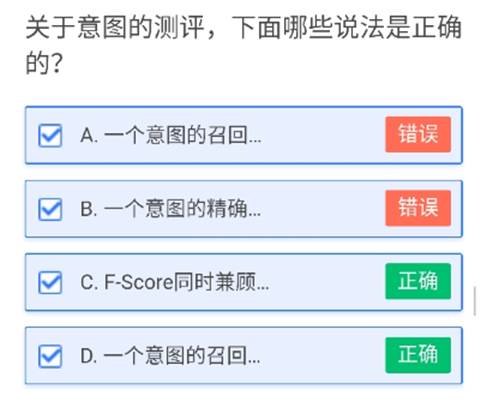 关于意图的测评，下面哪些说法是正确
的？
A. 一个意图的召回... 错误
B. 一个意图的精确... 错误
C. F-Score同时兼顾... 正确
D. 一个意图的召回... 正确